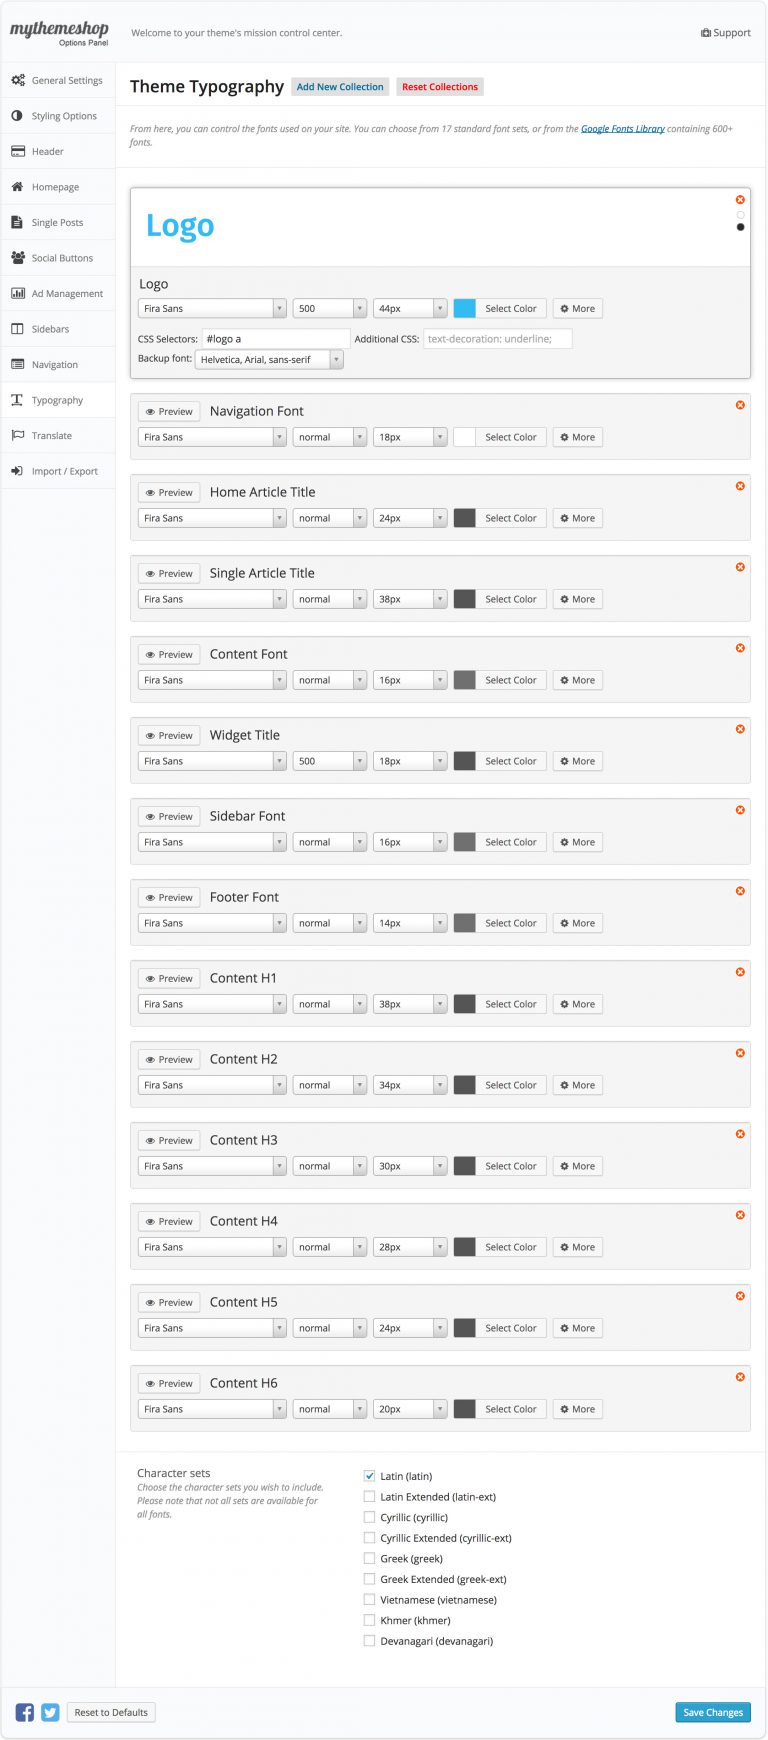 mythemeshop
Options Panel
Welcome to your theme's mission control center.
Support
General Settings
Styling Options
Header
Homepage
Single Posts
Social Buttons
Ad Management
Sidebars
Navigation
Typography
Translate
Import / Export
Theme Typography
Add New Collection
Reset Collections
From here, you can control the fonts used on your site. You can choose from 17 standard font sets, or from the Google Fonts Library containing 600+
fonts.
Logo
Logo
Fira Sans 500 44px Select Color More
CSS Selectors: #logo a Additional CSS: text-decoration: underline;
Backup font: Helvetica, Arial, sans-serif
Preview Navigation Font
Fira Sans normal 18px Select Color More
Preview Home Article Title
Fira Sans normal 24px Select Color More
Preview Single Article Title
Fira Sans normal 38px Select Color More
Preview Content Font
Fira Sans normal 16px Select Color More
Preview Widget Title
Fira Sans 500 18px Select Color More
Preview Sidebar Font
Fira Sans normal 16px Select Color More
Preview Footer Font
Fira Sans normal 14px Select Color More
Preview Content H1
Fira Sans normal 38px Select Color More
Preview Content H2
Fira Sans normal 34px Select Color More
Preview Content H3
Fira Sans normal 30px Select Color More
Preview Content H4
Fira Sans normal 28px Select Color More
Preview Content H5
Fira Sans normal 24px Select Color More
Preview Content H6
Fira Sans normal 20px Select Color More
Character sets
Choose the character sets you wish to include.
Please note that not all sets are available
for all fonts.
Latin (latin)
Latin Extended (latin-ext)
Cyrillic (cyrillic)
Cyrillic Extended (cyrillic-ext)
Greek (greek)
Greek Extended (greek-ext)
Vietnamese (vietnamese)
Khmer (khmer)
Devanagari (devanagari)
Reset to Defaults
Save Changes